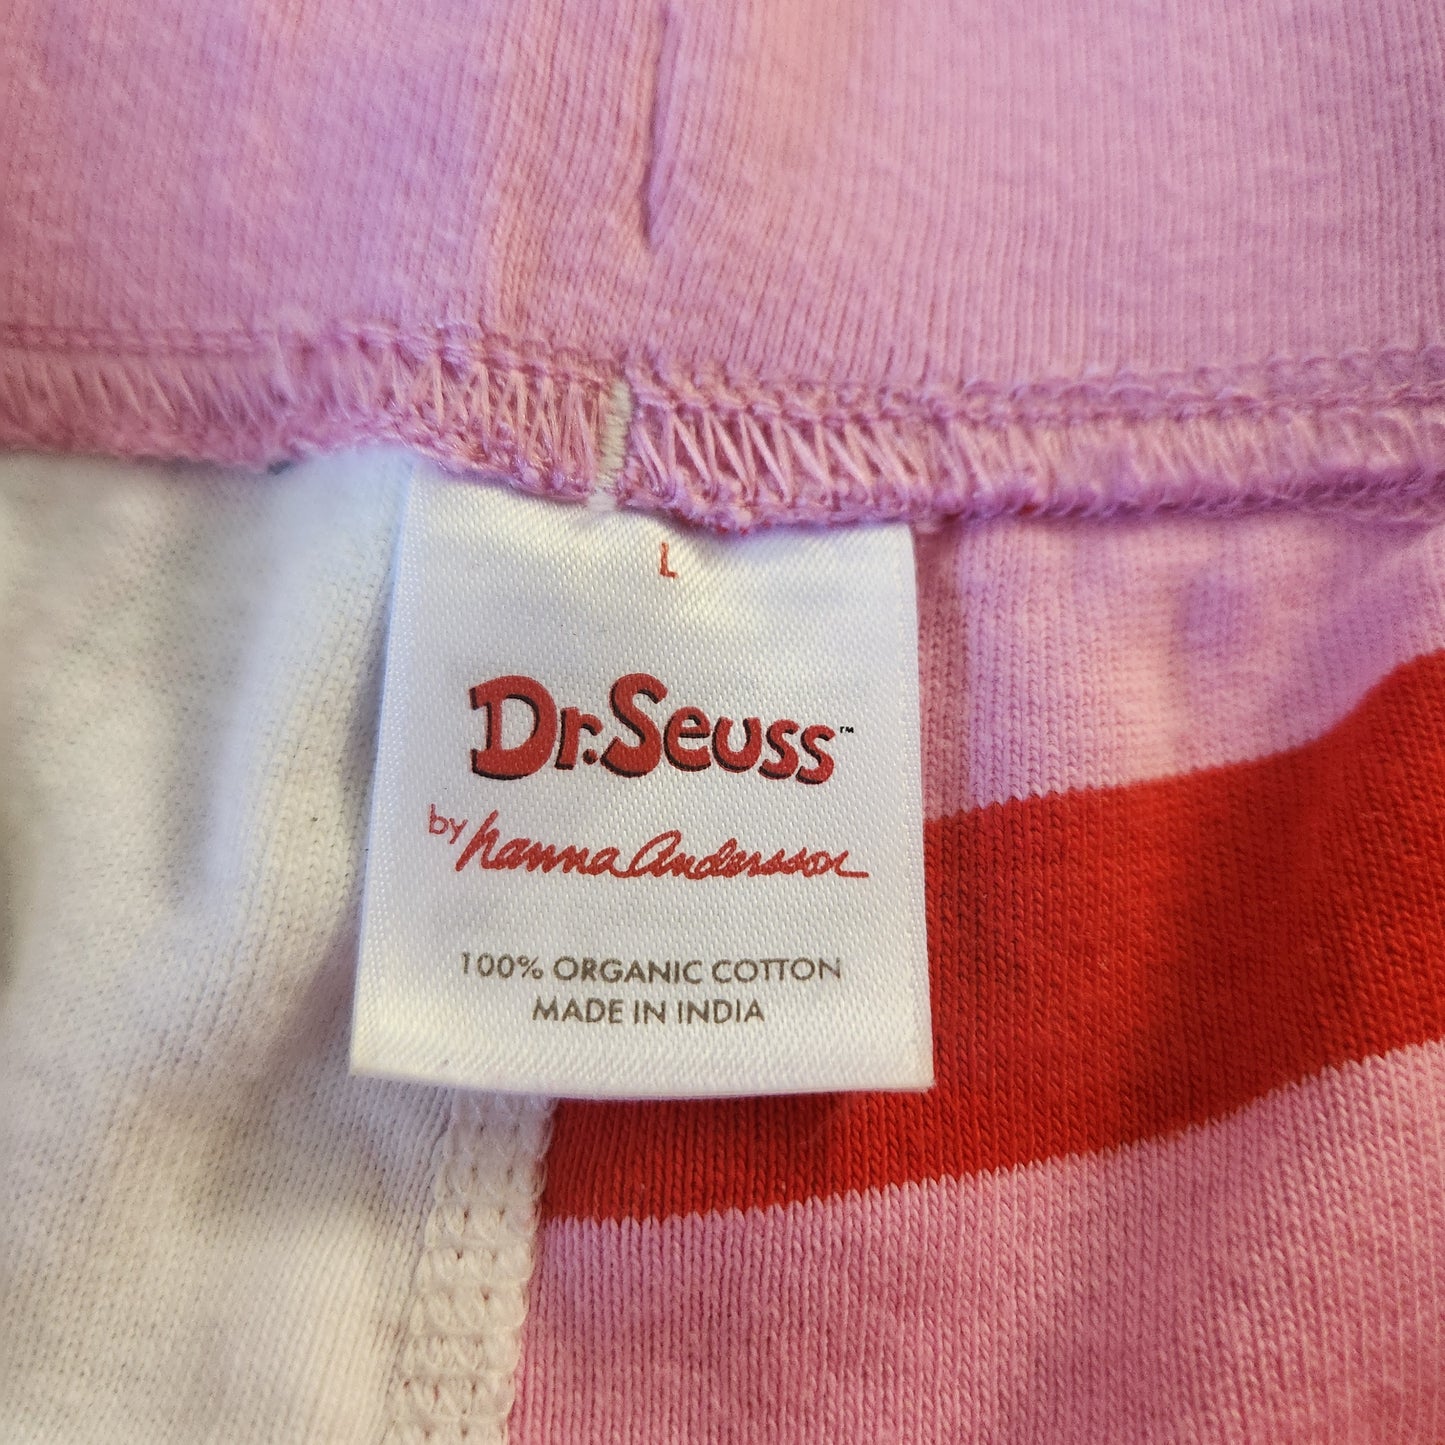 L
Dr. Seuss™
by hanna Andersson
100% ORGANIC COTTON
MADE IN INDIA